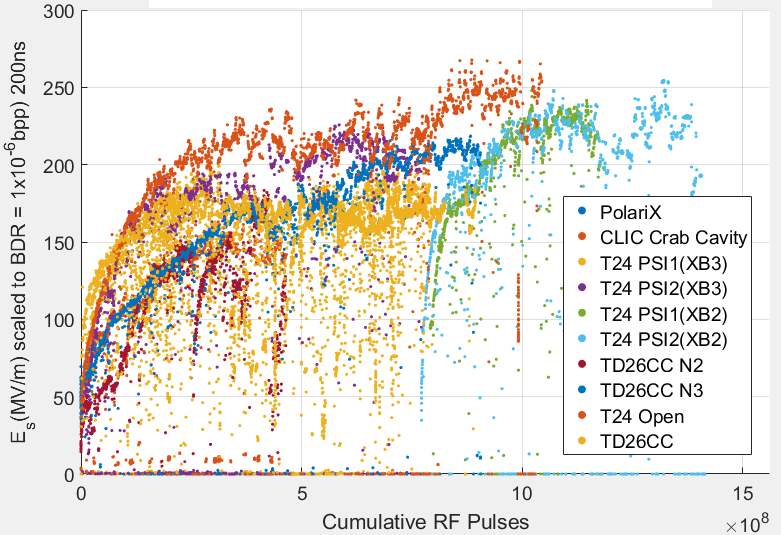 300
250
200
150
100
50
0
E_s(MV/m) scaled to BDR = 1x10^-6bpp) 200ns
0
5
10
15
×10^8
Cumulative RF Pulses
PolariX
CLIC Crab Cavity
T24 PSI1(XB3)
T24 PSI2(XB3)
T24 PSI1(XB2)
T24 PSI2(XB2)
TD26CC N2
TD26CC N3
T24 Open
TD26CC